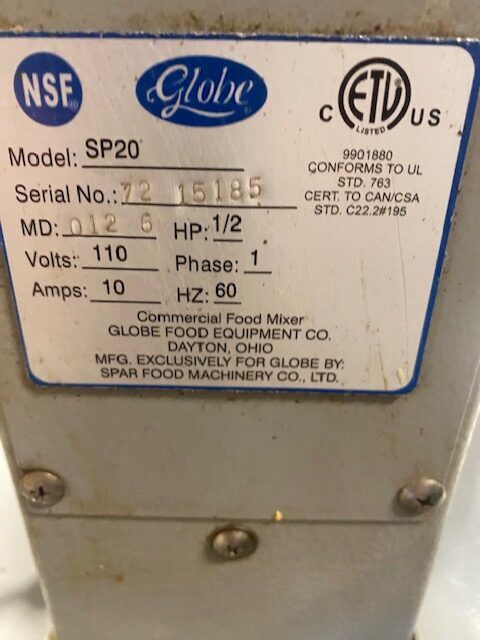 NSF
Globe
C ETL US
LISTED
9901880
CONFORMS TO UL
STD. 763
CERT. TO CAN/CSA
STD. C22.2#195
Model: SP20
Serial No.: 72 15185
MD: 012 6 HP: 1/2
Volts: 110 Phase: 1
Amps: 10 HZ: 60
Commercial Food Mixer
GLOBE FOOD EQUIPMENT CO.
DAYTON, OHIO
MFG. EXCLUSIVELY FOR GLOBE BY:
SPAR FOOD MACHINERY CO., LTD.